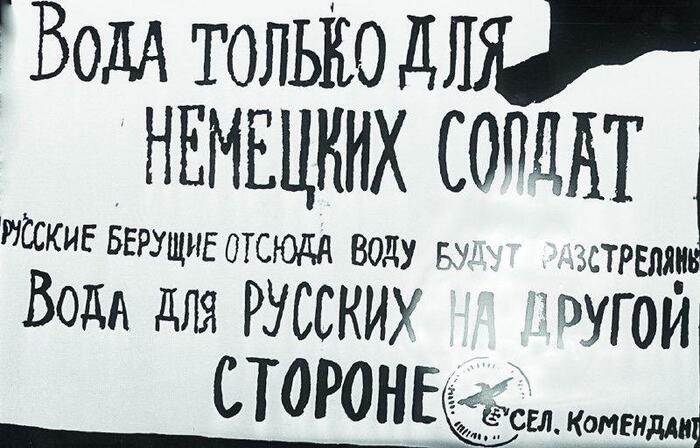 Вода только для
немецких солдат
Русские берущие отсюда воду будут разстреляны
Вода для русских на другой
стороне
Сел. Комендант